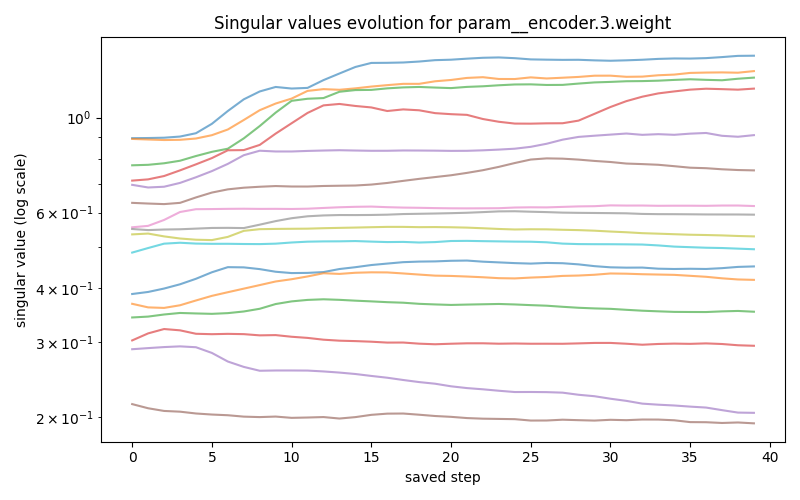 Singular values evolution for param__encoder.3.weight
singular value (log scale)
10⁰
6 × 10⁻¹
4 × 10⁻¹
3 × 10⁻¹
2 × 10⁻¹
0 5 10 15 20 25 30 35 40
saved step